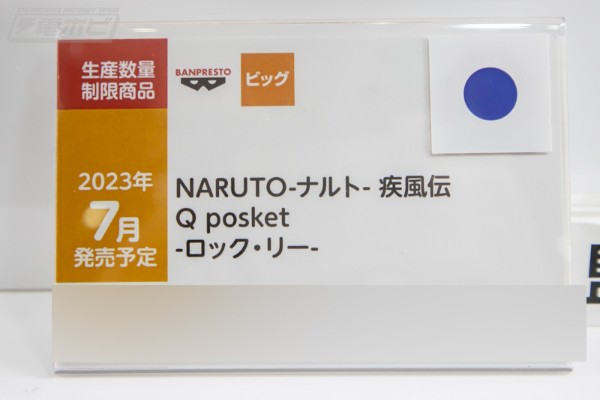 電ホビ
生産数量
制限商品
BANPRESTO
ビッグ
2023年
7月
発売予定
NARUTO-ナルト- 疾風伝
Q posket
-ロック・リー-